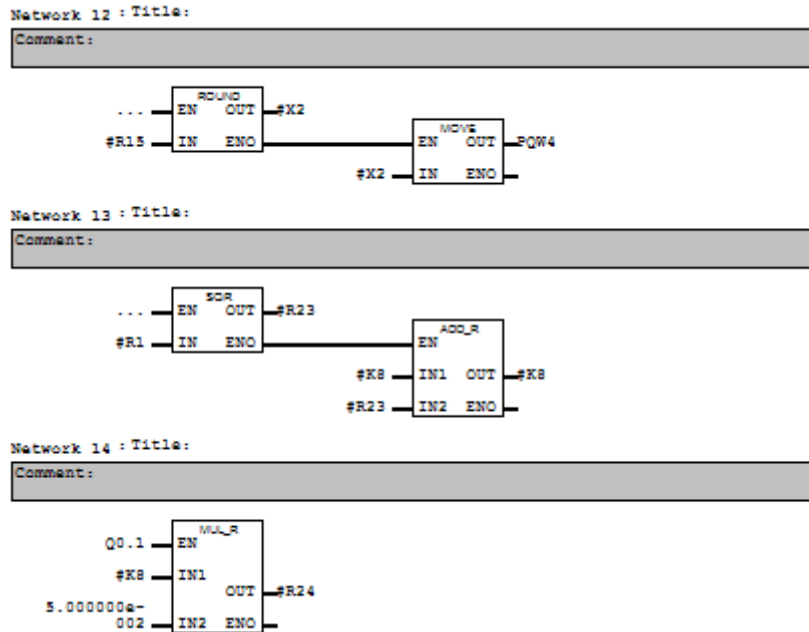 Network 12 : Title:
Comment:
ROUND
... EN OUT #X2
#R15 IN ENO
MOVE
EN OUT PQW4
#X2 IN ENO
Network 13 : Title:
Comment:
SQR
... EN OUT #R23
#R1 IN ENO
ADD_R
EN
#K8 IN1 OUT #K8
#R23 IN2 ENO
Network 14 : Title:
Comment:
MUL_R
Q0.1 EN
#K8 IN1
OUT #R24
5.000000e-
002 IN2 ENO